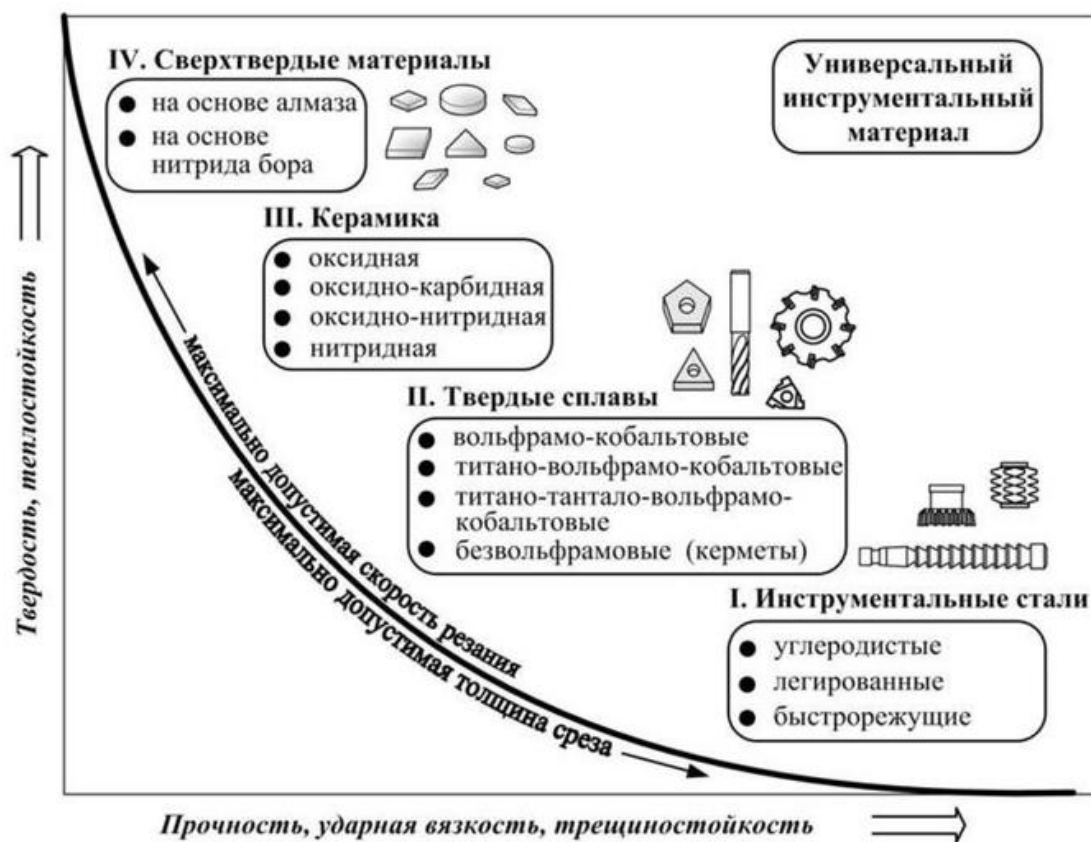 IV. Сверхтвердые материалы
● на основе алмаза
● на основе
нитрида бора
Универсальный
инструментальный
материал
III. Керамика
● оксидная
● оксидно-карбидная
● оксидно-нитридная
● нитридная
II. Твердые сплавы
● вольфрамо-кобальтовые
● титано-вольфрамо-кобальтовые
● титано-тантало-вольфрамо-
кобальтовые
● безвольфрамовые (керметы)
I. Инструментальные стали
● углеродистые
● легированные
● быстрорежущие
максимально допустимая скорость резания
максимально допустимая толщина среза
Твердость, теплостойкость
Прочность, ударная вязкость, трещиностойкость